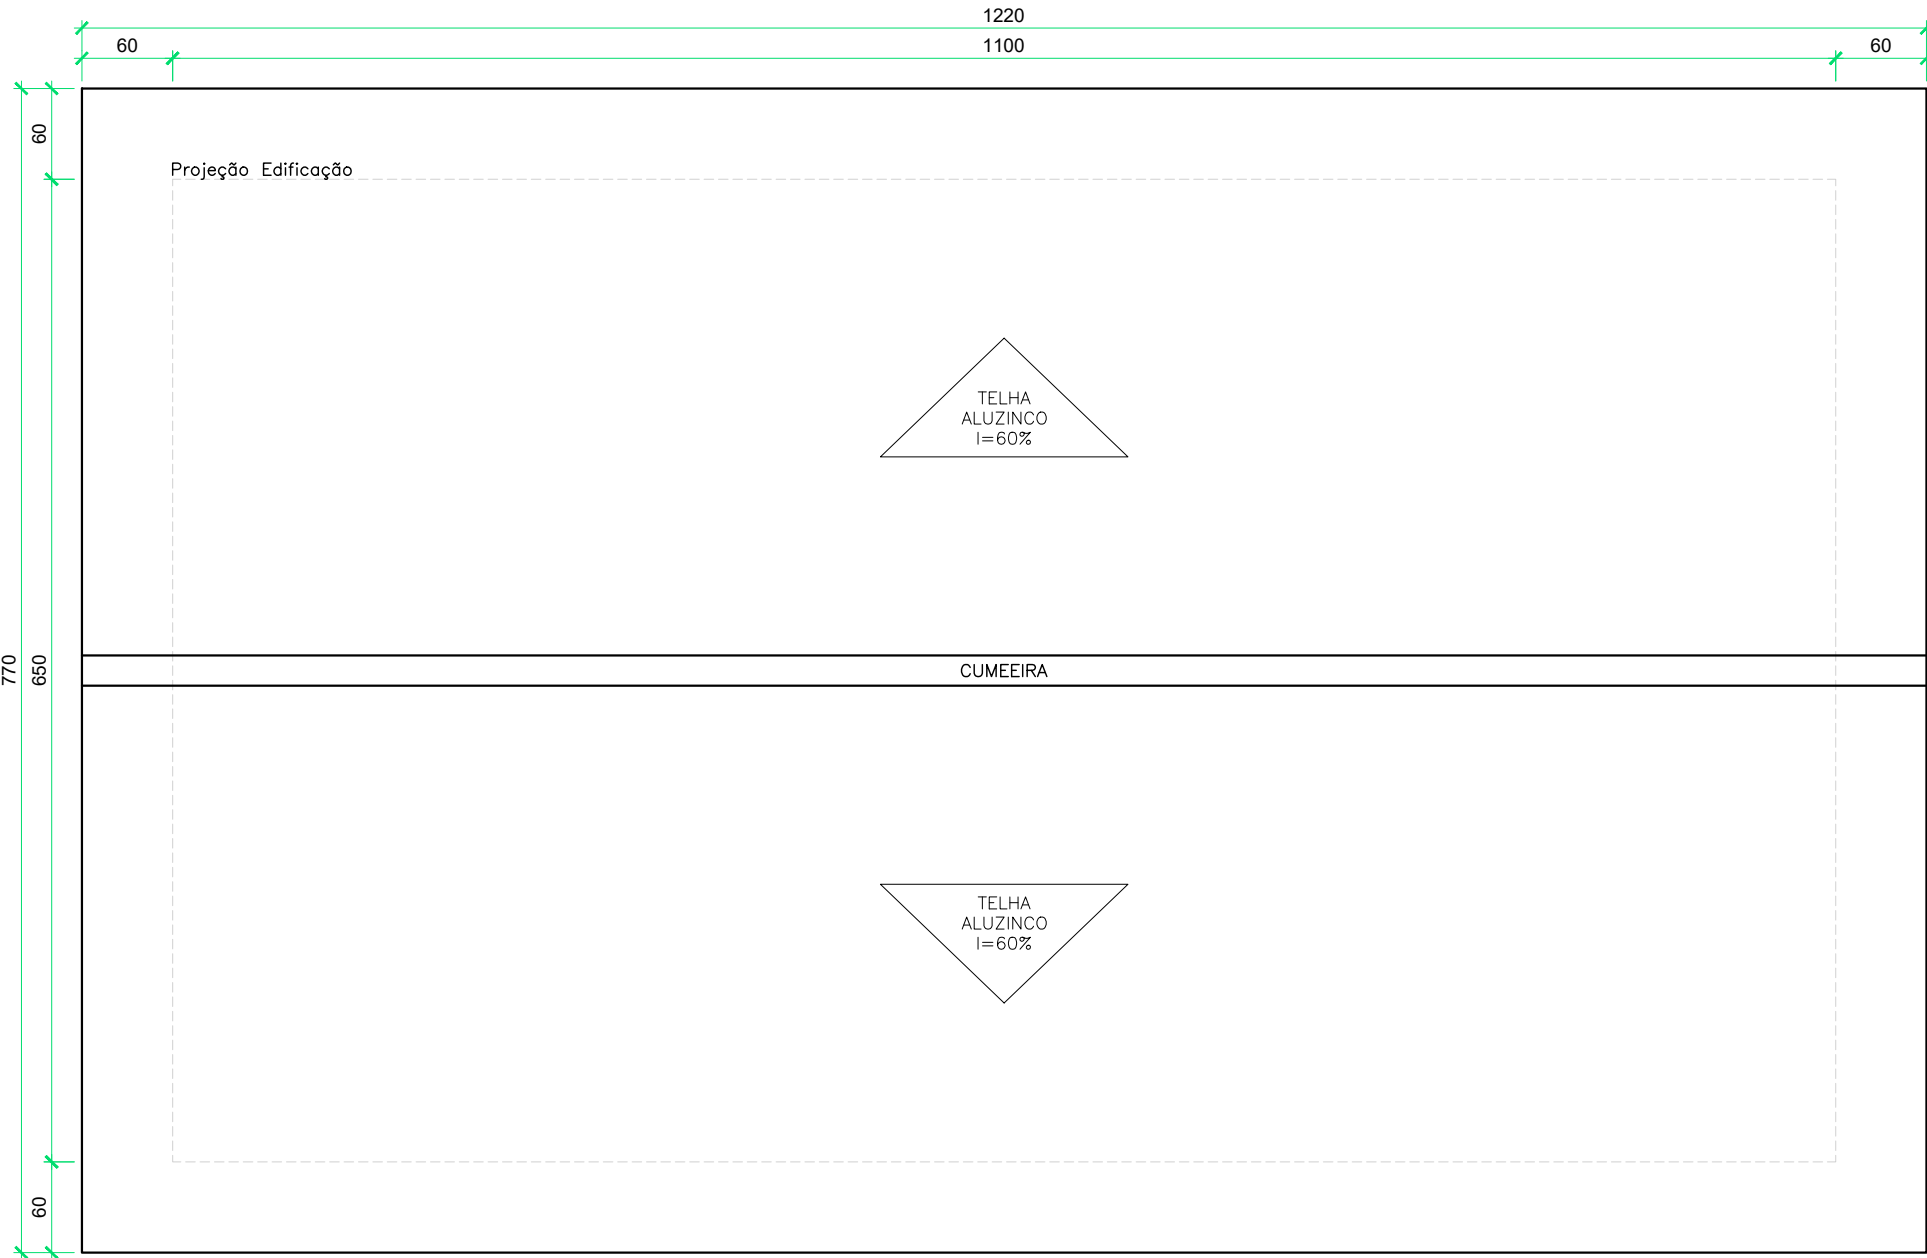 1220
60
1100
60
60
Projeção Edificação
TELHA
ALUZINCO
I=60%
770
650
CUMEEIRA
TELHA
ALUZINCO
I=60%
60